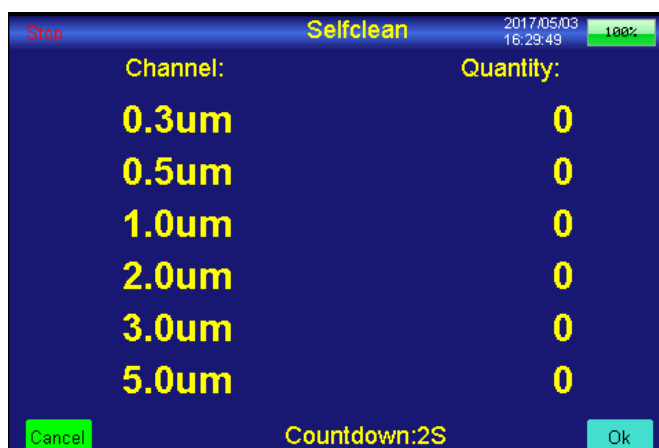 Stop Selfclean 2017/05/03 100%
16:29:49
Channel: Quantity:
0.3um 0
0.5um 0
1.0um 0
2.0um 0
3.0um 0
5.0um 0
Cancel Countdown:2S Ok